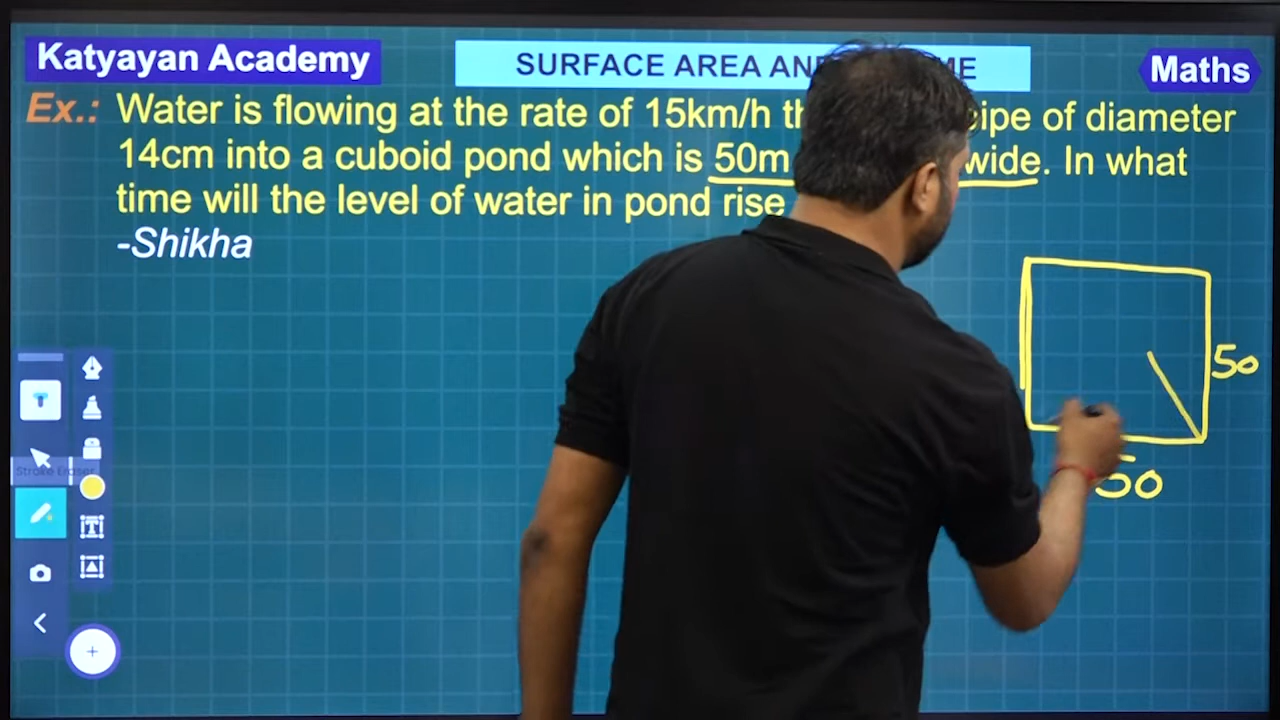 Katyayan Academy
SURFACE AREA AN ME
Maths
Ex.: Water is flowing at the rate of 15km/h th cipe of diameter
14cm into a cuboid pond which is 50m wide. In what
time will the level of water in pond rise
-Shikha
50
50